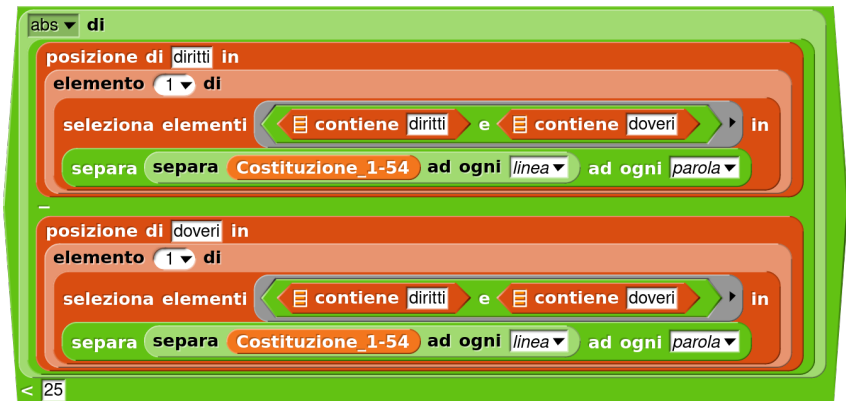 abs ▼ di
posizione di diritti in
elemento 1 ▼ di
seleziona elementi contiene diritti e contiene doveri in
separa separa Costituzione_1-54 ad ogni linea ▼ ad ogni parola ▼
−
posizione di doveri in
elemento 1 ▼ di
seleziona elementi contiene diritti e contiene doveri in
separa separa Costituzione_1-54 ad ogni linea ▼ ad ogni parola ▼
< 25